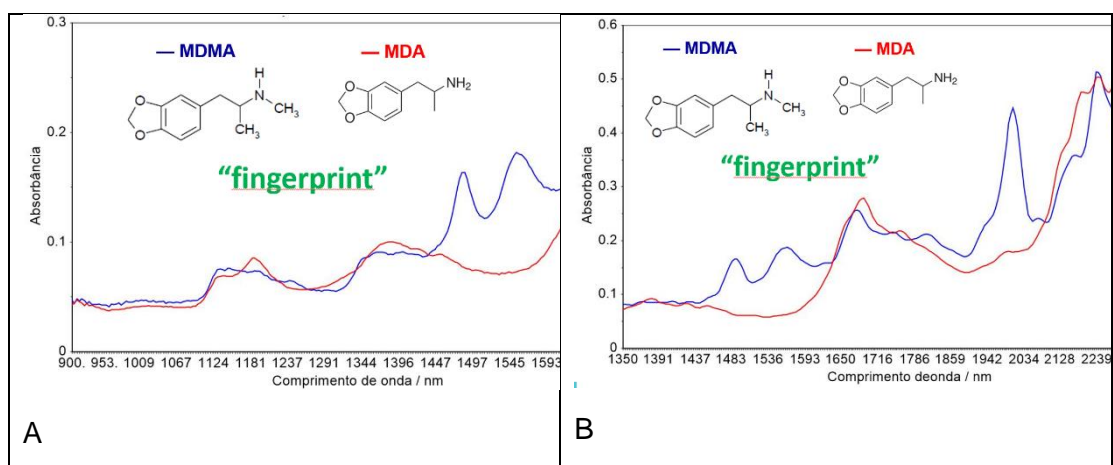 0.3
— MDMA
— MDA
H
N
CH3
CH3
O
O
NH2
O
O
0.2
"fingerprint"
Absorbância
0.1
0
900. 953. 1009 1067 1124 1181 1237 1291 1344 1396 1447 1497 1545 1593
Comprimento de onda / nm
A
0.6
— MDMA
— MDA
H
N
CH3
CH3
O
O
NH2
O
O
0.5
0.4
"fingerprint"
Absorbância
0.3
0.2
0.1
0
1350 1391 1437 1483 1536 1593 1650 1716 1786 1859 1942 2034 2128 2239
Comprimento deonda / nm
B